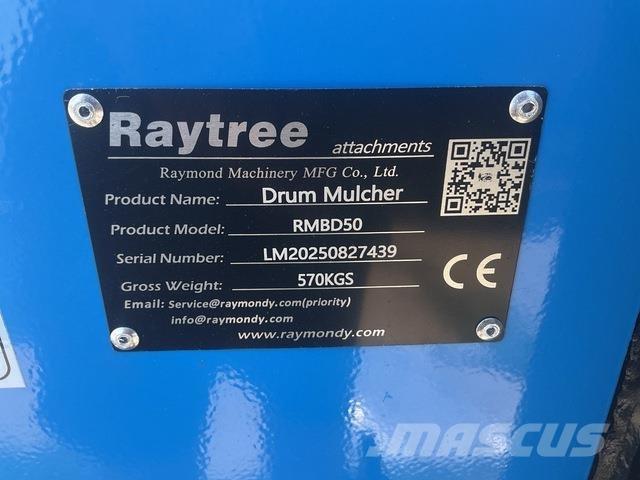 Raytree attachments
Raymond Machinery MFG Co., Ltd.
Product Name: Drum Mulcher
Product Model: RMBD50
Serial Number: LM20250827439
Gross Weight: 570KGS
CE
Email: Service@raymondy.com(priority)
info@raymondy.com
www.raymondy.com
MASCUS